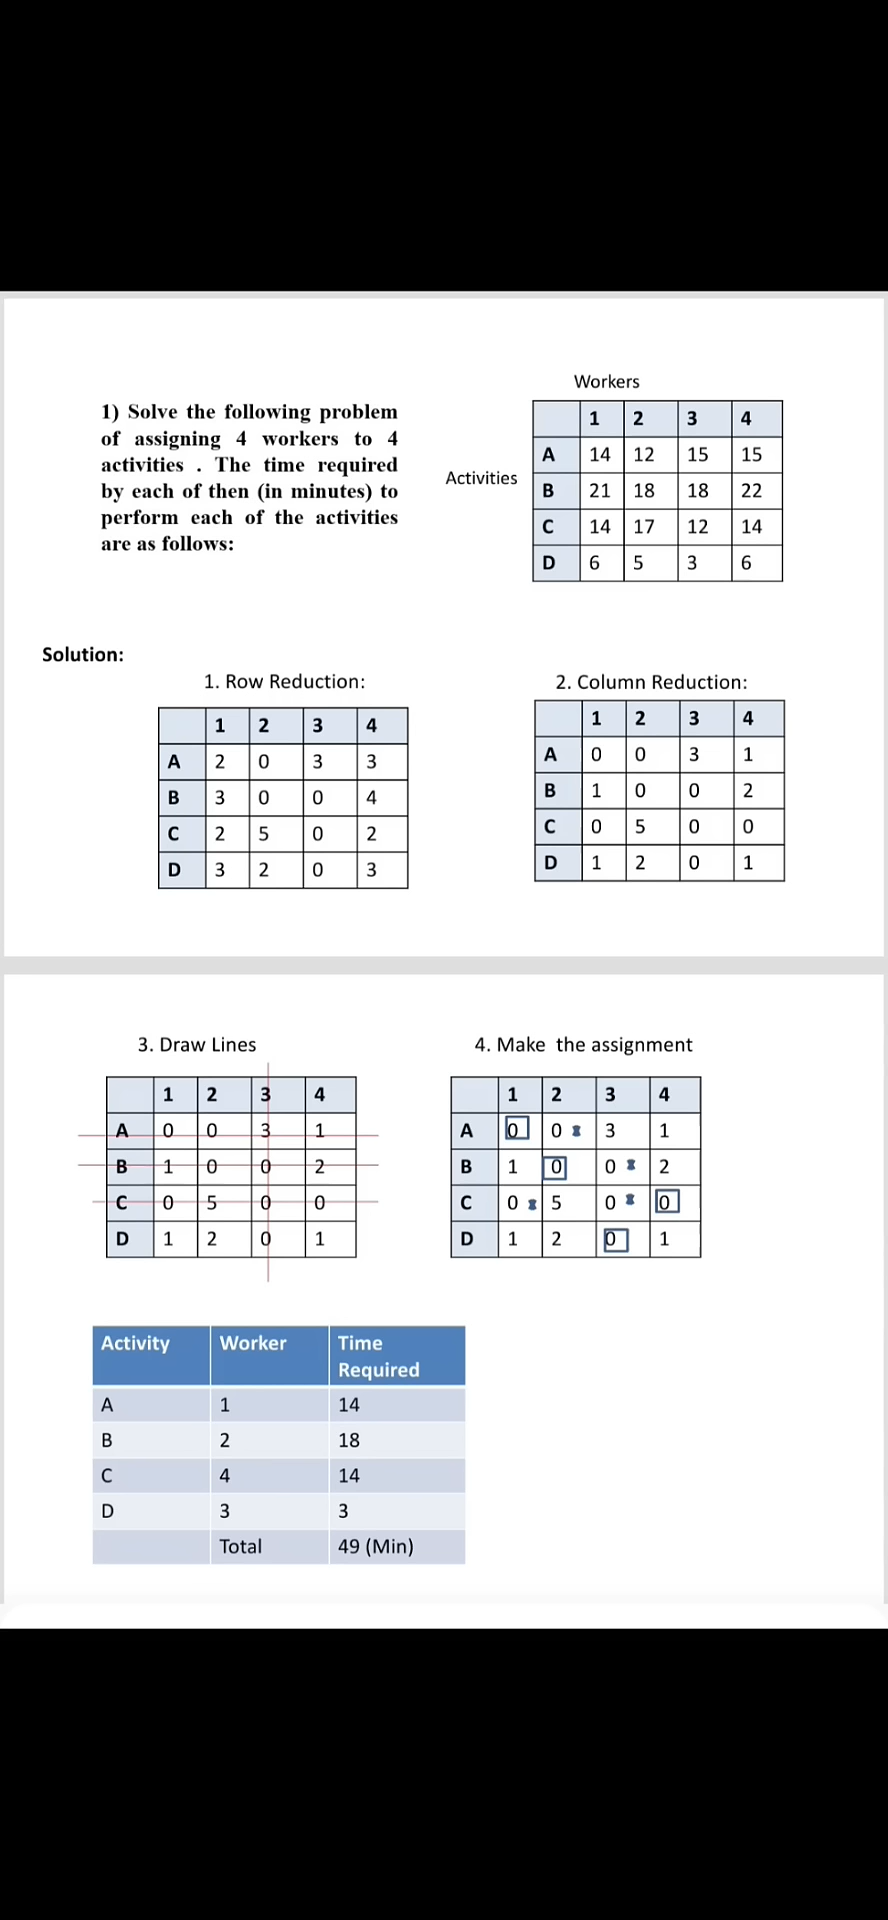 Workers
1) Solve the following problem
of assigning 4 workers to 4
activities . The time required
by each of then (in minutes) to
perform each of the activities
are as follows:
Activities
1 2 3 4
A 14 12 15 15
B 21 18 18 22
C 14 17 12 14
D 6 5 3 6
Solution:
1. Row Reduction:
1 2 3 4
A 2 0 3 3
B 3 0 0 4
C 2 5 0 2
D 3 2 0 3
2. Column Reduction:
1 2 3 4
A 0 0 3 1
B 1 0 0 2
C 0 5 0 0
D 1 2 0 1
3. Draw Lines
1 2 3 4
A 0 0 3 1
B 1 0 0 2
C 0 5 0 0
D 1 2 0 1
4. Make the assignment
1 2 3 4
A 0 0 3 1
B 1 0 0 2
C 0 5 0 0
D 1 2 0 1
Activity Worker Time
Required
A 1 14
B 2 18
C 4 14
D 3 3
Total 49 (Min)